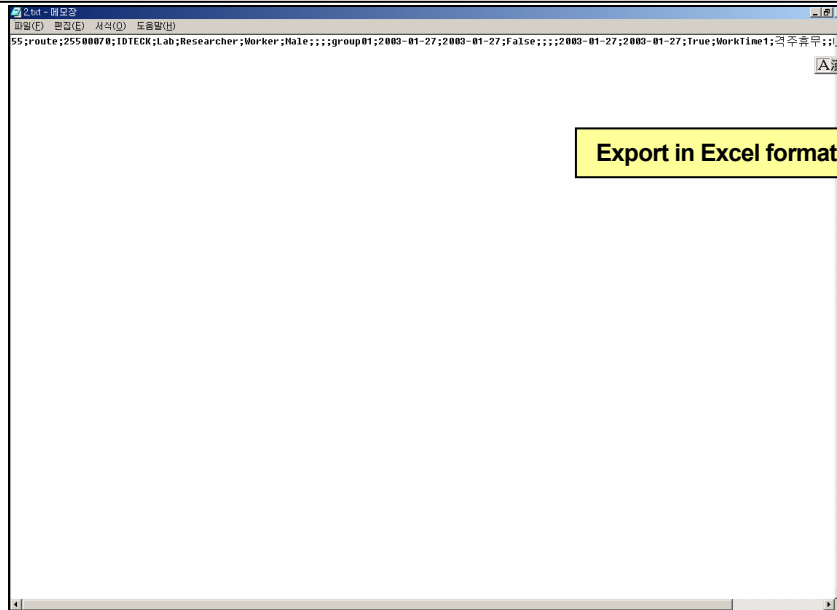 2.txt - 메모장
파일(F) 편집(E) 서식(O) 도움말(H)
55;route;25500070;IDTECK;Lab;Researcher;Worker;Male;;;;group01;2003-01-27;2003-01-27;False;;;;2003-01-27;2003-01-27;True;WorkTime1;격주휴무;;
A漢
Export in Excel format